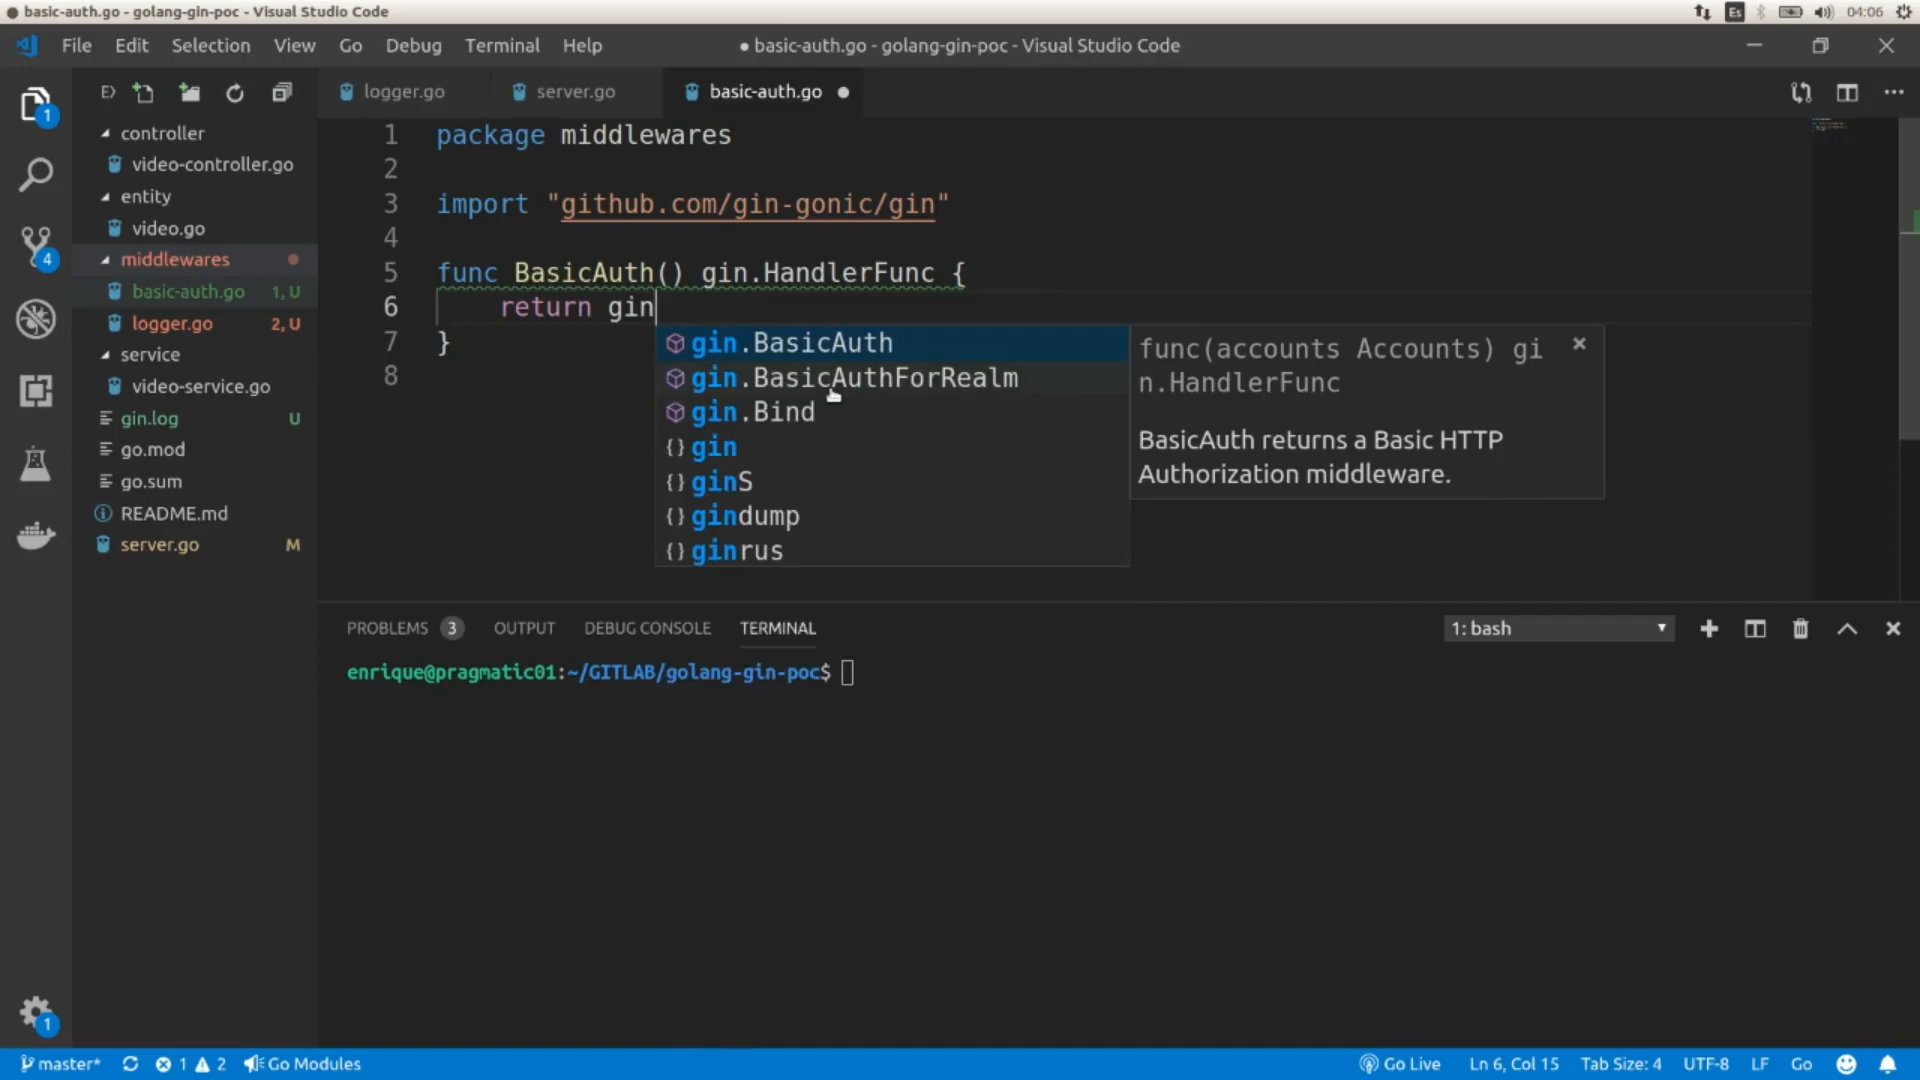 basic-auth.go - golang-gin-poc - Visual Studio Code
Es
04:06
File Edit Selection View Go Debug Terminal Help
● basic-auth.go - golang-gin-poc - Visual Studio Code
1
4
1
controller
video-controller.go
entity
video.go
middlewares
basic-auth.go 1, U
logger.go 2, U
service
video-service.go
gin.log U
go.mod
go.sum
README.md
server.go M
logger.go server.go basic-auth.go
1 package middlewares
2
3 import "github.com/gin-gonic/gin"
4
5 func BasicAuth() gin.HandlerFunc {
6 return gin
7 }
8
gin.BasicAuth
gin.BasicAuthForRealm
gin.Bind
{} gin
{} ginS
{} gindump
{} ginrus
func(accounts Accounts) gi
n.HandlerFunc
BasicAuth returns a Basic HTTP
Authorization middleware.
PROBLEMS 3 OUTPUT DEBUG CONSOLE TERMINAL
1: bash
enrique@pragmatic01:~/GITLAB/golang-gin-poc$
master* 1 2 Go Modules
Go Live Ln 6, Col 15 Tab Size: 4 UTF-8 LF Go